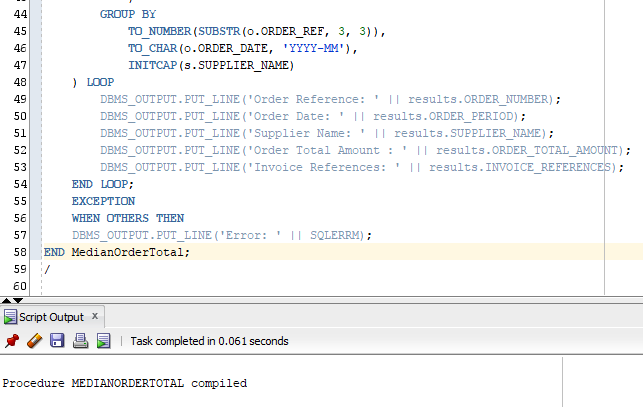 44 GROUP BY
45 TO_NUMBER(SUBSTR(o.ORDER_REF, 3, 3)),
46 TO_CHAR(o.ORDER_DATE, 'YYYY-MM'),
47 INITCAP(s.SUPPLIER_NAME)
48 ) LOOP
49 DBMS_OUTPUT.PUT_LINE('Order Reference: ' || results.ORDER_NUMBER);
50 DBMS_OUTPUT.PUT_LINE('Order Date: ' || results.ORDER_PERIOD);
51 DBMS_OUTPUT.PUT_LINE('Supplier Name: ' || results.SUPPLIER_NAME);
52 DBMS_OUTPUT.PUT_LINE('Order Total Amount : ' || results.ORDER_TOTAL_AMOUNT);
53 DBMS_OUTPUT.PUT_LINE('Invoice References: ' || results.INVOICE_REFERENCES);
54 END LOOP;
55 EXCEPTION
56 WHEN OTHERS THEN
57 DBMS_OUTPUT.PUT_LINE('Error: ' || SQLERRM);
58 END MedianOrderTotal;
59 /
60
Script Output x
Task completed in 0.061 seconds
Procedure MEDIANORDERTOTAL compiled